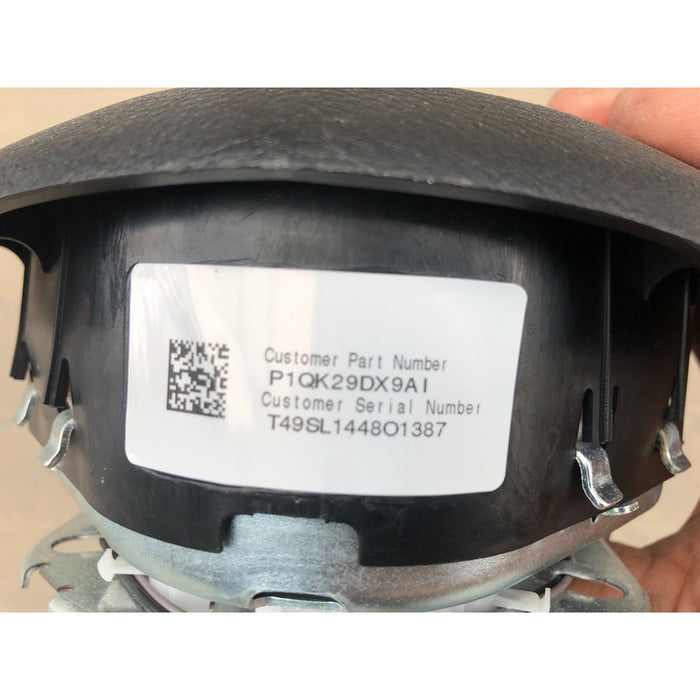 Customer Part Number
P1QK29DX9AI
Customer Serial Number
T49SL1448O1387